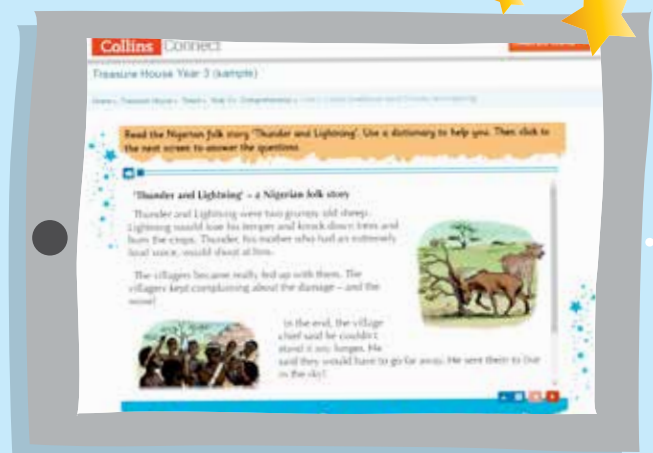 Collins Connect
Treasure House Year 3 (sample)
Read the Nigerian folk story 'Thunder and Lightning'. Use a dictionary to help you. Then click to
the next screen to answer the questions.
'Thunder and Lightning' – a Nigerian folk story
Thunder and Lightning were two grumpy old sheep.
Lightning would lose his temper and knock down trees and
burn the crops. Thunder, his mother who had an extremely
loud voice, would shout at him.
The villagers became really fed up with them. The
villagers kept complaining about the damage – and the
noise!
In the end, the village
chief said he couldn't
stand it any longer. He
said they would have to go far away. He sent them to live
in the sky!